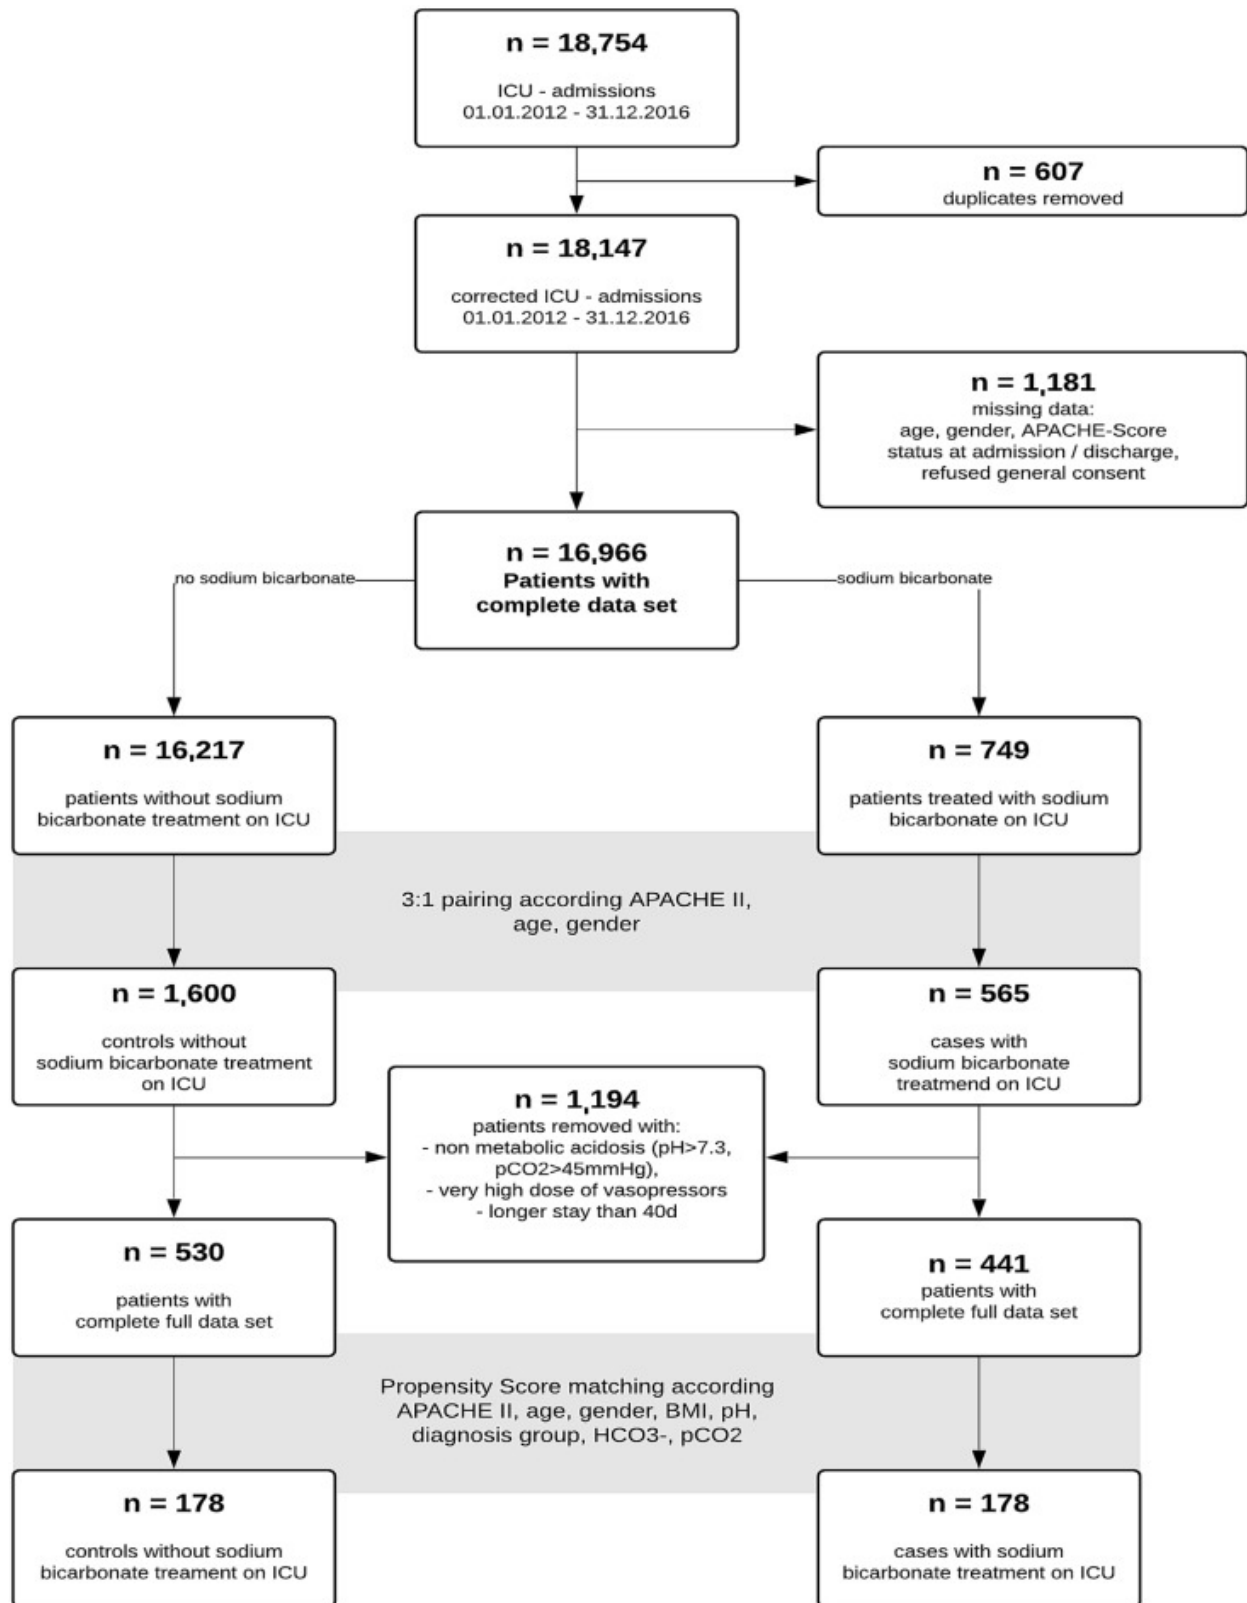 n = 18,754
ICU - admissions
01.01.2012 - 31.12.2016
n = 607
duplicates removed
n = 18,147
corrected ICU - admissions
01.01.2012 - 31.12.2016
n = 1,181
missing data:
age, gender, APACHE-Score
status at admission / discharge,
refused general consent
n = 16,966
Patients with
complete data set
no sodium bicarbonate
sodium bicarbonate
n = 16,217
patients without sodium
bicarbonate treatment on ICU
n = 749
patients treated with sodium
bicarbonate on ICU
3:1 pairing according APACHE II,
age, gender
n = 1,600
controls without
sodium bicarbonate treatment
on ICU
n = 565
cases with
sodium bicarbonate
treatmend on ICU
n = 1,194
patients removed with:
- non metabolic acidosis (pH>7.3,
pCO2>45mmHg),
- very high dose of vasopressors
- longer stay than 40d
n = 530
patients with
complete full data set
n = 441
patients with
complete full data set
Propensity Score matching according
APACHE II, age, gender, BMI, pH,
diagnosis group, HCO3-, pCO2
n = 178
controls without sodium
bicarbonate treament on ICU
n = 178
cases with sodium
bicarbonate treatment on ICU